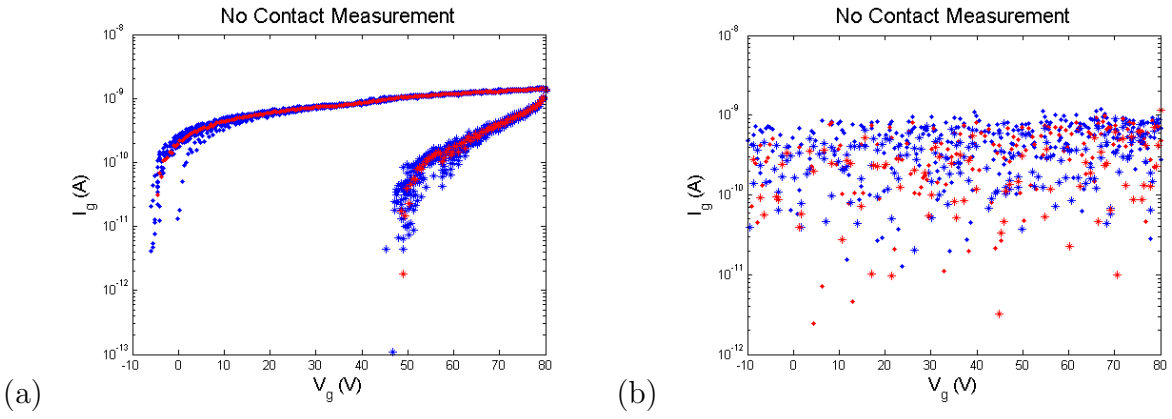 No Contact Measurement
10^-8
10^-9
10^-10
10^-11
10^-12
10^-13
I_g (A)
-10 0 10 20 30 40 50 60 70 80
V_g (V)
(a)
No Contact Measurement
10^-8
10^-9
10^-10
10^-11
10^-12
I_g (A)
-10 0 10 20 30 40 50 60 70 80
V_g (V)
(b)